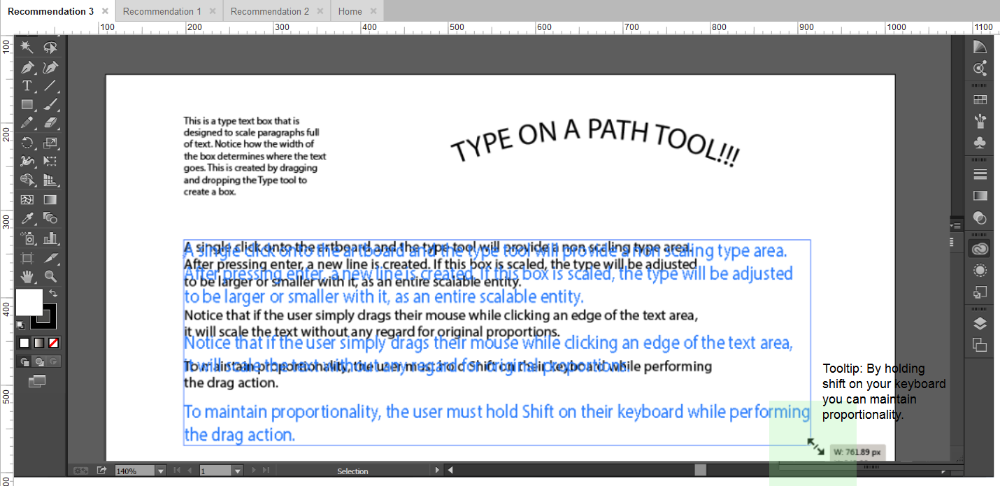 Recommendation 3
Recommendation 1
Recommendation 2
Home
100
200
300
400
500
600
700
800
900
1000
1100
100
200
300
400
500
00
T
This is a type text box that is
designed to scale paragraphs full
of text. Notice how the width of
the box determines where the text
goes. This is created by dragging
and dropping the Type tool to
create a box.
TYPE ON A PATH TOOL!!!
A single click onto the artboard and the type tool will provide a non scaling type area.
After pressing enter, a new line is created. If this box is scaled, the type will be adjusted
to be larger or smaller with it, as an entire scalable entity.
Notice that if the user simply drags their mouse while clicking an edge of the text area,
it will scale the text without any regard for original proportions.
To maintain proportionality, the user must hold Shift on their keyboard while performing
the drag action.
A single click onto the artboard and the type tool will provide a non scaling type area.
After pressing enter, a new line is created. If this box is scaled, the type will be adjusted
to be larger or smaller with it, as an entire scalable entity.
Notice that if the user simply drags their mouse while clicking an edge of the text area,
it will scale the text without any regard for original proportions.
To maintain proportionality, the user must hold Shift on their keyboard while performing
the drag action.
Tooltip: By holding
shift on your keyboard
you can maintain
proportionality.
W: 761.89 px
140%
1
Selection